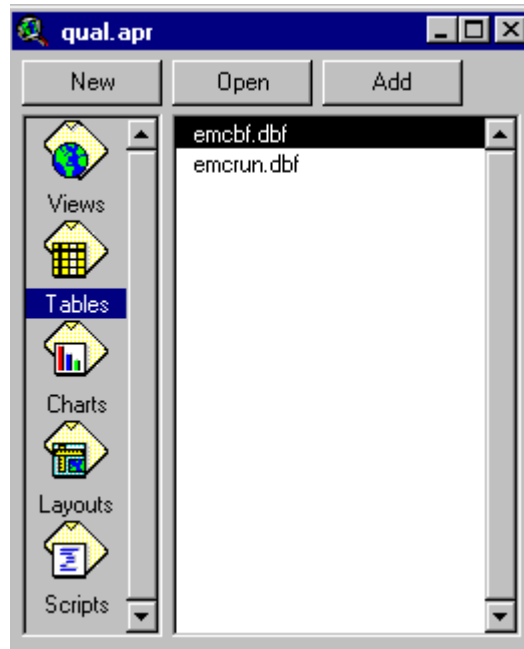 qual.apr
New Open Add
Views
Tables
Charts
Layouts
Scripts
emcbf.dbf
emcrun.dbf